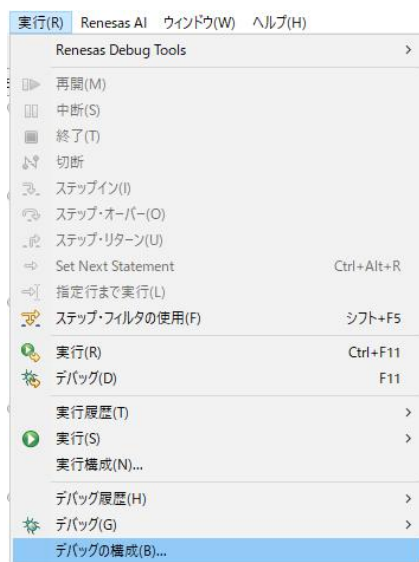 実行(R) Renesas AI ウィンドウ(W) ヘルプ(H)
Renesas Debug Tools >
再開(M)
中断(S)
終了(T)
切断
ステップイン(I)
ステップ・オーバー(O)
ステップ・リターン(U)
Set Next Statement Ctrl+Alt+R
指定行まで実行(L)
ステップ・フィルタの使用(F) シフト+F5
実行(R) Ctrl+F11
デバッグ(D) F11
実行履歴(T) >
実行(S) >
実行構成(N)...
デバッグ履歴(H) >
デバッグ(G) >
デバッグの構成(B)...